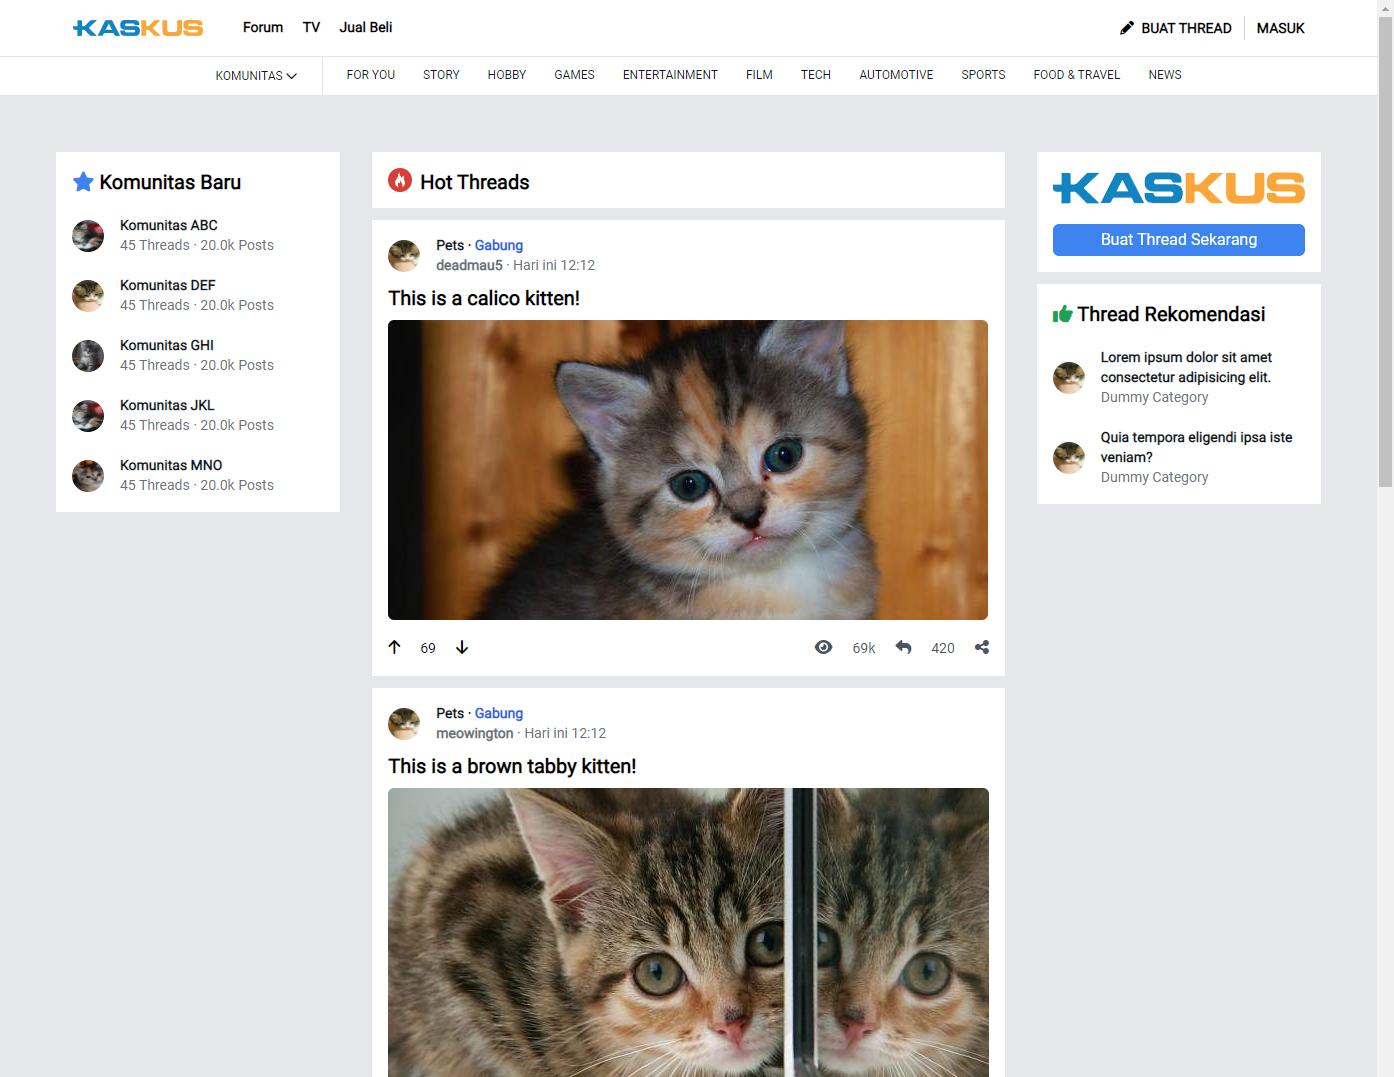 KASKUS
Forum TV Jual Beli
BUAT THREAD MASUK
KOMUNITAS FOR YOU STORY HOBBY GAMES ENTERTAINMENT FILM TECH AUTOMOTIVE SPORTS FOOD & TRAVEL NEWS
Komunitas Baru
Komunitas ABC
45 Threads · 20.0k Posts
Komunitas DEF
45 Threads · 20.0k Posts
Komunitas GHI
45 Threads · 20.0k Posts
Komunitas JKL
45 Threads · 20.0k Posts
Komunitas MNO
45 Threads · 20.0k Posts
Hot Threads
Pets · Gabung
deadmau5 · Hari ini 12:12
This is a calico kitten!
69 69k 420
Pets · Gabung
meowington · Hari ini 12:12
This is a brown tabby kitten!
KASKUS
Buat Thread Sekarang
Thread Rekomendasi
Lorem ipsum dolor sit amet
consectetur adipisicing elit.
Dummy Category
Quia tempora eligendi ipsa iste
veniam?
Dummy Category